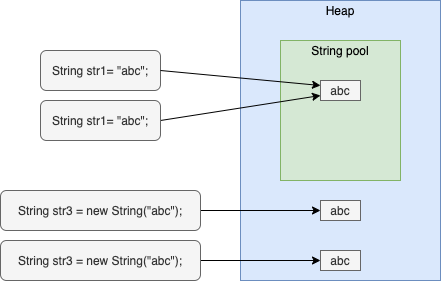 Heap
String pool
String str1= "abc";
abc
String str1= "abc";
String str3 = new String("abc");
abc
String str3 = new String("abc");
abc